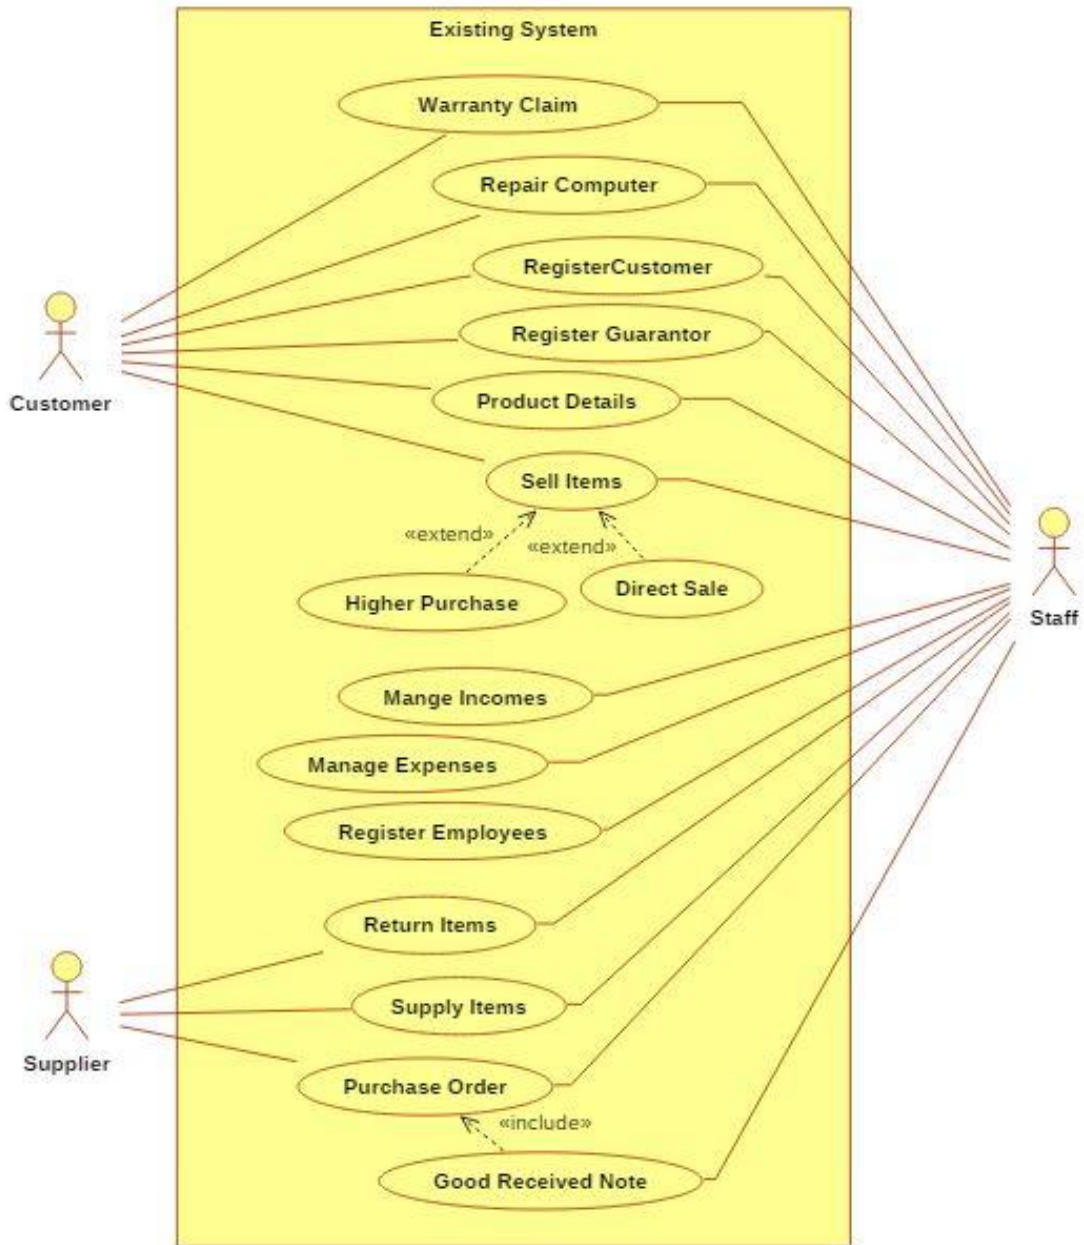 Existing System
Warranty Claim
Repair Computer
RegisterCustomer
Register Guarantor
Customer
Product Details
Sell Items
«extend»
«extend»
Direct Sale
Higher Purchase
Staff
Mange Incomes
Manage Expenses
Register Employees
Return Items
Supply Items
Supplier
Purchase Order
«include»
Good Received Note